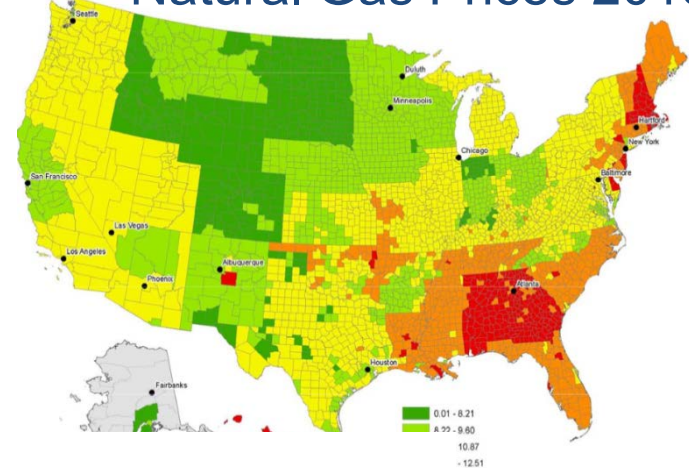 Natural Gas Prices
Seattle
Duluth
Minneapolis
Hartford
New York
Chicago
Baltimore
San Francisco
Las Vegas
Los Angeles
Albuquerque
Phoenix
Atlanta
Houston
Fairbanks
0.01 - 8.21
8.22 - 9.60
10.87
- 12.51